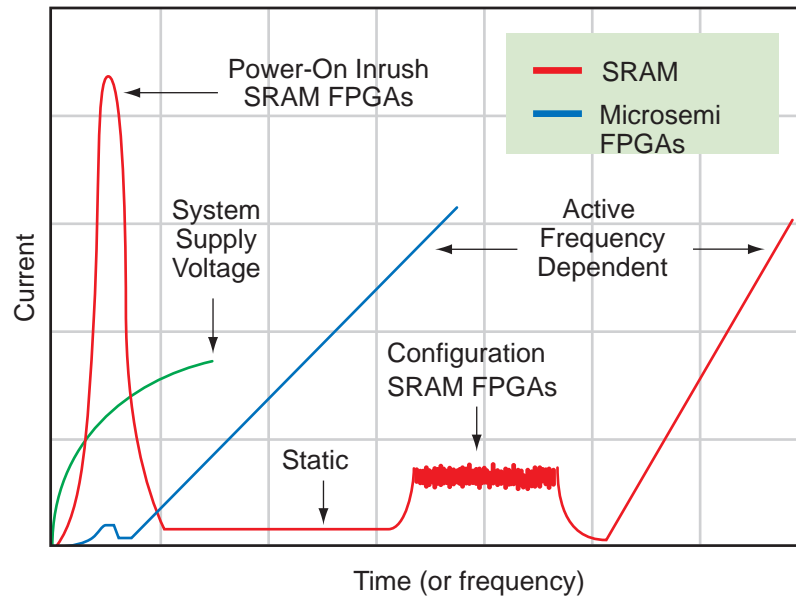 Power-On Inrush
SRAM FPGAs
SRAM
Microsemi
FPGAs
System
Supply
Voltage
Active
Frequency
Dependent
Current
Configuration
SRAM FPGAs
Static
Time (or frequency)